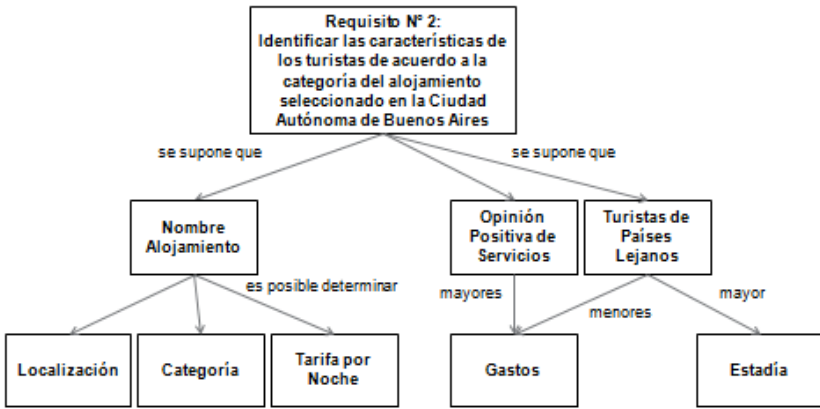 Requisito N° 2:
Identificar las características de
los turistas de acuerdo a la
categoría del alojamiento
seleccionado en la Ciudad
Autónoma de Buenos Aires
se supone que
se supone que
Nombre
Alojamiento
Opinión
Positiva de
Servicios
Turistas de
Países
Lejanos
es posible determinar
mayores
menores
mayor
Localización
Categoría
Tarifa por
Noche
Gastos
Estadía